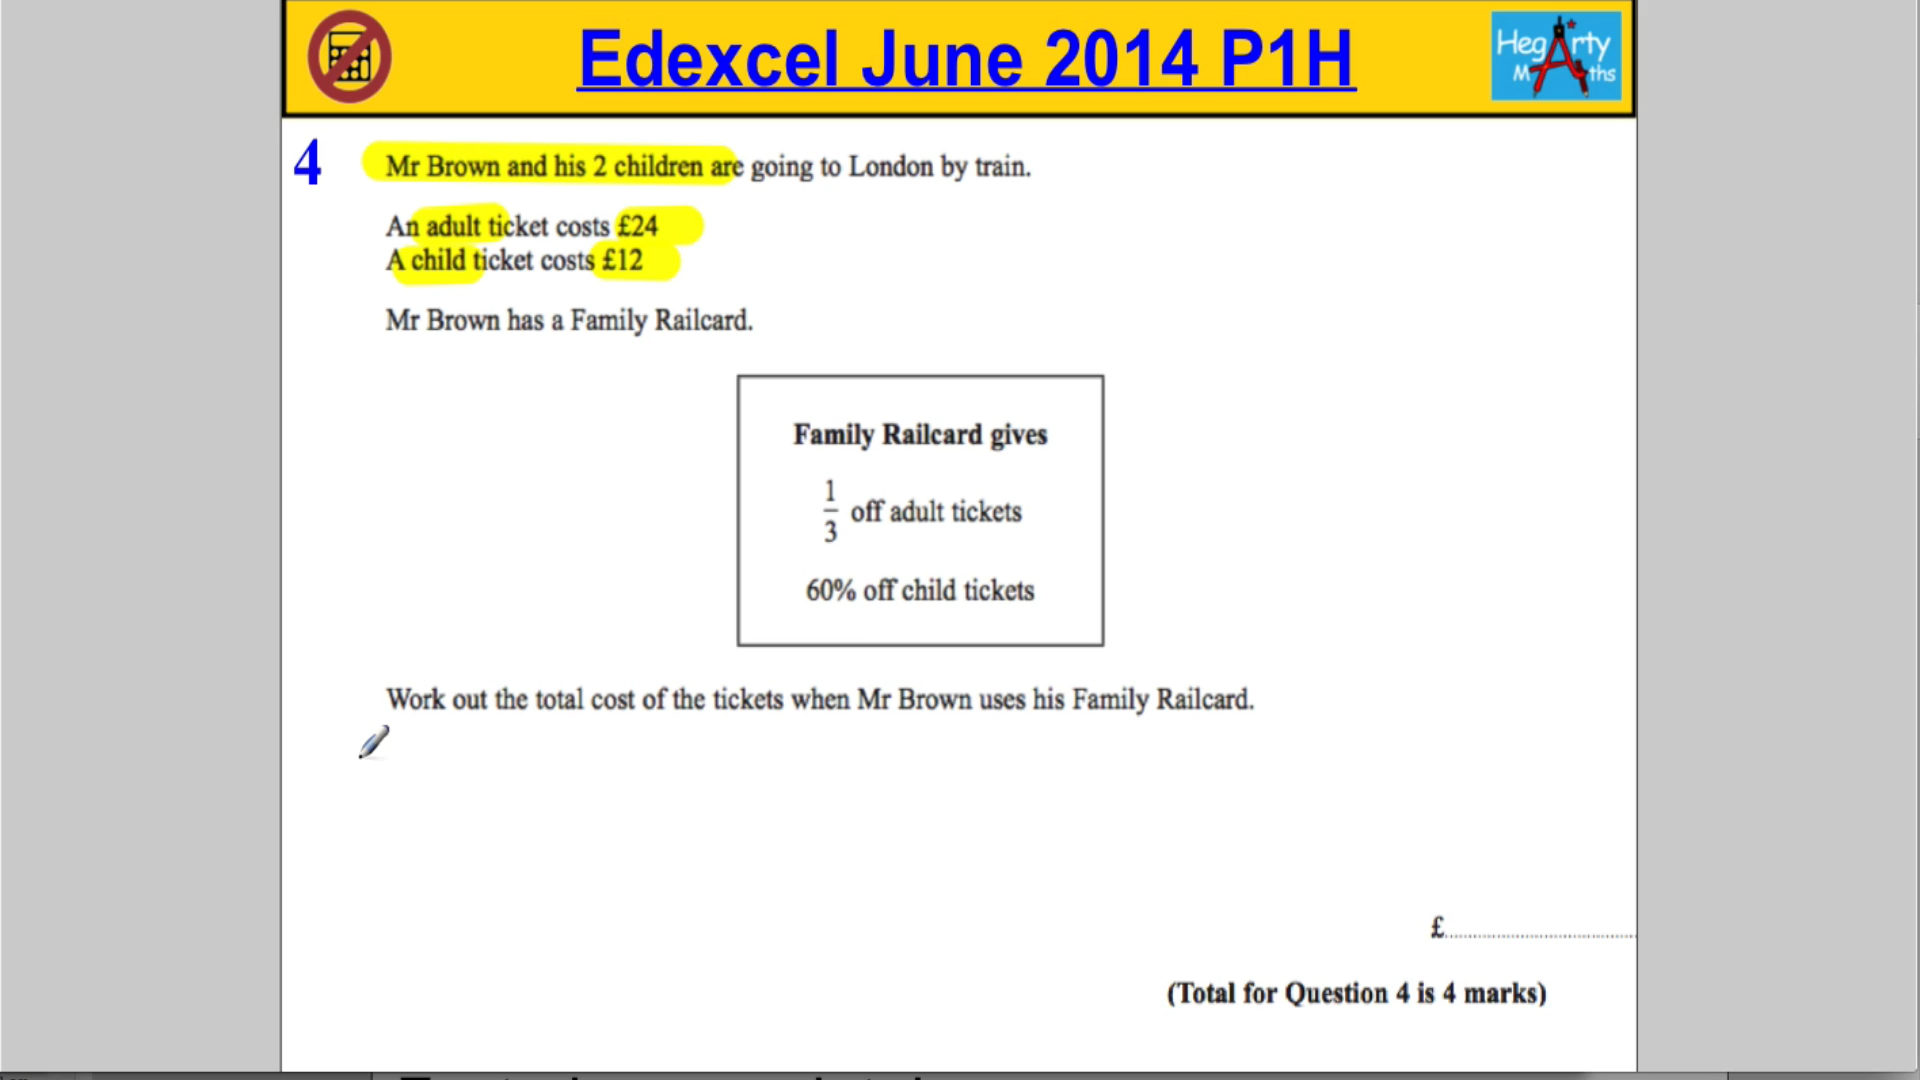 Edexcel June 2014 P1H
Hegarty
Maths
4
Mr Brown and his 2 children are going to London by train.
An adult ticket costs £24
A child ticket costs £12
Mr Brown has a Family Railcard.
Family Railcard gives
1/3 off adult tickets
60% off child tickets
Work out the total cost of the tickets when Mr Brown uses his Family Railcard.
£..............................
(Total for Question 4 is 4 marks)